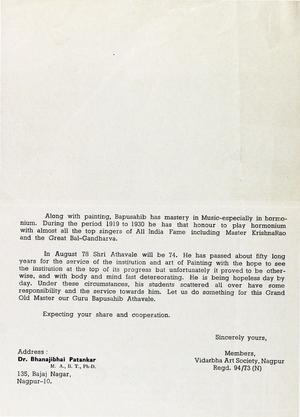 Along with painting, Bapusahib has mastery in Music-especially in hormo-
nium. During the period 1919 to 1930 he has that honour to play hormonium
with almost all the top singers of All India Fame including Master KrishnaRao
and the Great Bal-Gandharva.
In August 78 Shri Athavale will be 74. He has passed about fifty long
years for the service of the institution and art of Painting with the hope to see
the institution at the top of its progress but unfortunately it proved to be other-
wise, and with body and mind fast detereorating. He is being hopeless day by
day. Under these circumstances, his students scattered all over have some
responsibility and the service towards him. Let us do something for this Grand
Old Master our Guru Bapusahib Athavale.
Expecting your share and cooperation.
Sincerely yours,
Address :
Dr. Bhanajibhai Patankar
M. A., B. T., Ph-D.
135, Bajaj Nagar,
Nagpur-10.
Members,
Vidarbha Art Society, Nagpur
Regd. 94/73 (N)